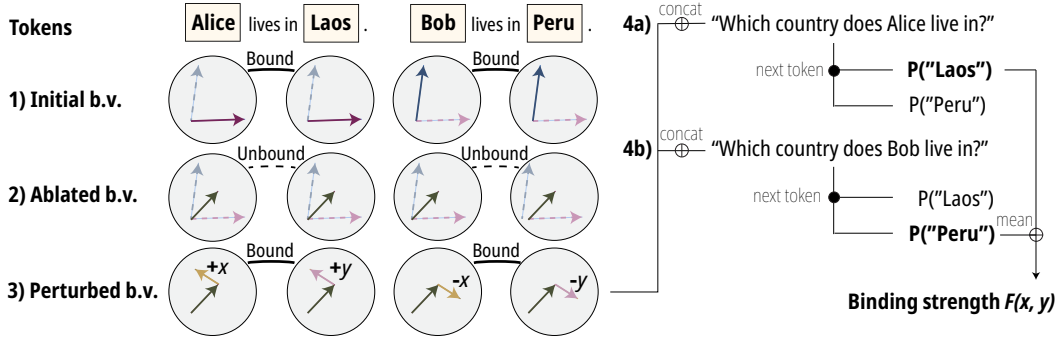 Tokens
Alice lives in Laos .
Bob lives in Peru .
Bound
Bound
1) Initial b.v.
Unbound
Unbound
2) Ablated b.v.
Bound
Bound
+x
+y
-x
-y
3) Perturbed b.v.
4a) concat "Which country does Alice live in?"
next token
P("Laos")
P("Peru")
4b) concat "Which country does Bob live in?"
next token
P("Laos")
P("Peru") mean
Binding strength F(x, y)